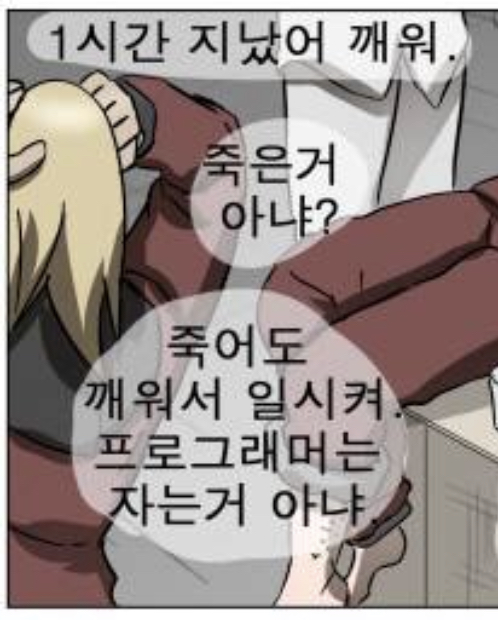 1시간 지났어 깨워.
죽은거
아냐?
죽어도
깨워서 일시켜.
프로그래머는
자는거 아냐.